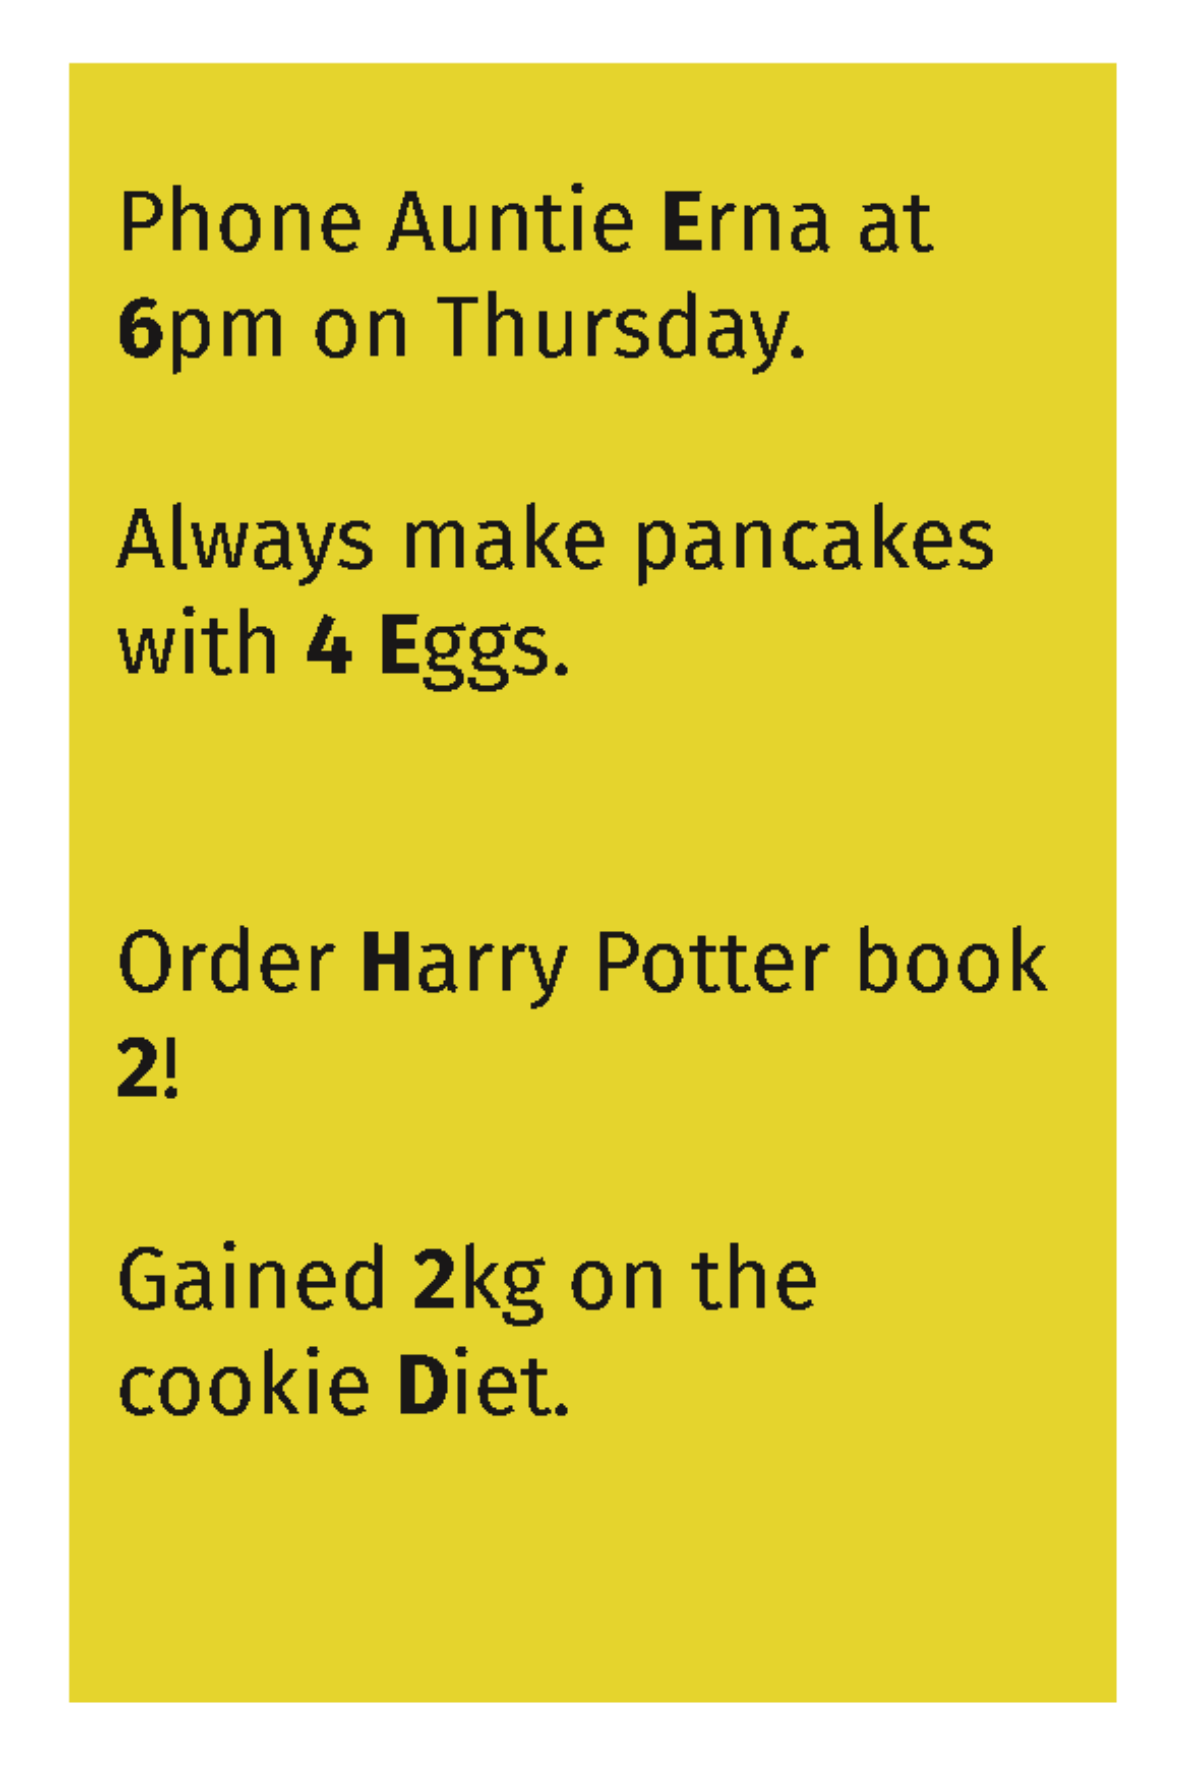 Phone Auntie Erna at
6pm on Thursday.
Always make pancakes
with 4 Eggs.
Order Harry Potter book
2!
Gained 2kg on the
cookie Diet.